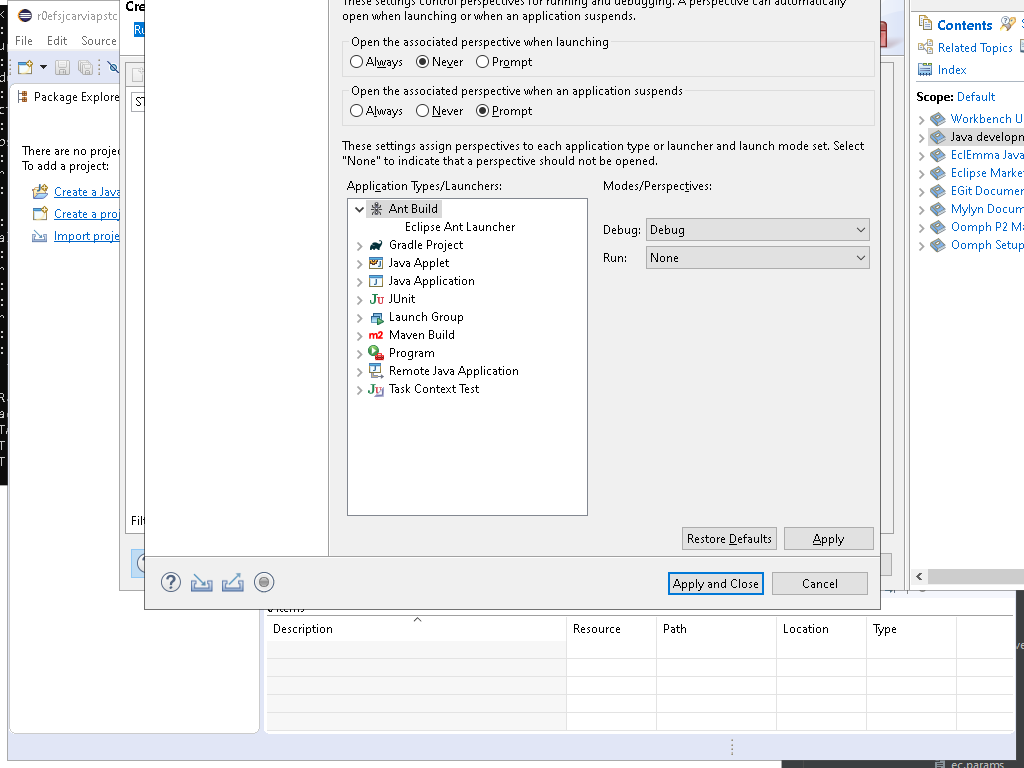 r0efsjcarviapstc
File Edit Source
Package Explore
There are no projec
To add a project:
Create a Java
Create a proj
Import proje
Cre
Ru
ST
Filt
These settings control perspectives for running and debugging. A perspective can automatically
open when launching or when an application suspends.
Open the associated perspective when launching
Always Never Prompt
Open the associated perspective when an application suspends
Always Never Prompt
These settings assign perspectives to each application type or launcher and launch mode set. Select
"None" to indicate that a perspective should not be opened.
Application Types/Launchers:
Modes/Perspectives:
Ant Build
Eclipse Ant Launcher
Gradle Project
Java Applet
Java Application
JUnit
Launch Group
Maven Build
Program
Remote Java Application
Task Context Test
Debug: Debug
Run: None
Restore Defaults Apply
Apply and Close Cancel
Contents
Related Topics
Index
Scope: Default
Workbench U
Java developm
EclEmma Java
Eclipse Marke
EGit Documen
Mylyn Docum
Oomph P2 Ma
Oomph Setup
items
Description Resource Path Location Type
ec.params